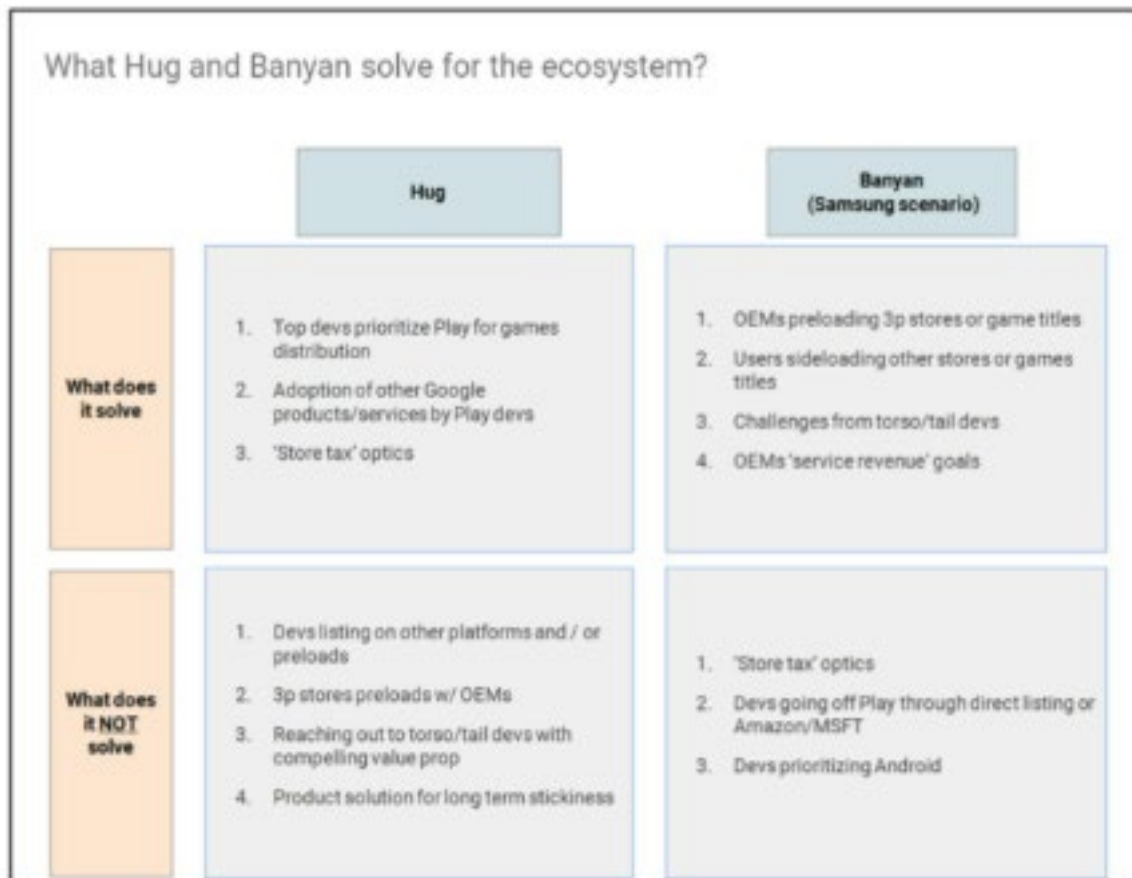 What Hug and Banyan solve for the ecosystem?
Hug
Banyan
(Samsung scenario)
What does
it solve
1. Top devs prioritize Play for games
distribution
2. Adoption of other Google
products/services by Play devs
3. 'Store tax' optics
1. OEMs preloading 3p stores or game titles
2. Users sideloading other stores or games
titles
3. Challenges from torso/tail devs
4. OEMs 'service revenue' goals
What does
it NOT
solve
1. Devs listing on other platforms and / or
preloads
2. 3p stores preloads w/ OEMs
3. Reaching out to torso/tail devs with
compelling value prop
4. Product solution for long term stickiness
1. 'Store tax' optics
2. Devs going off Play through direct listing or
Amazon/MSFT
3. Devs prioritizing Android